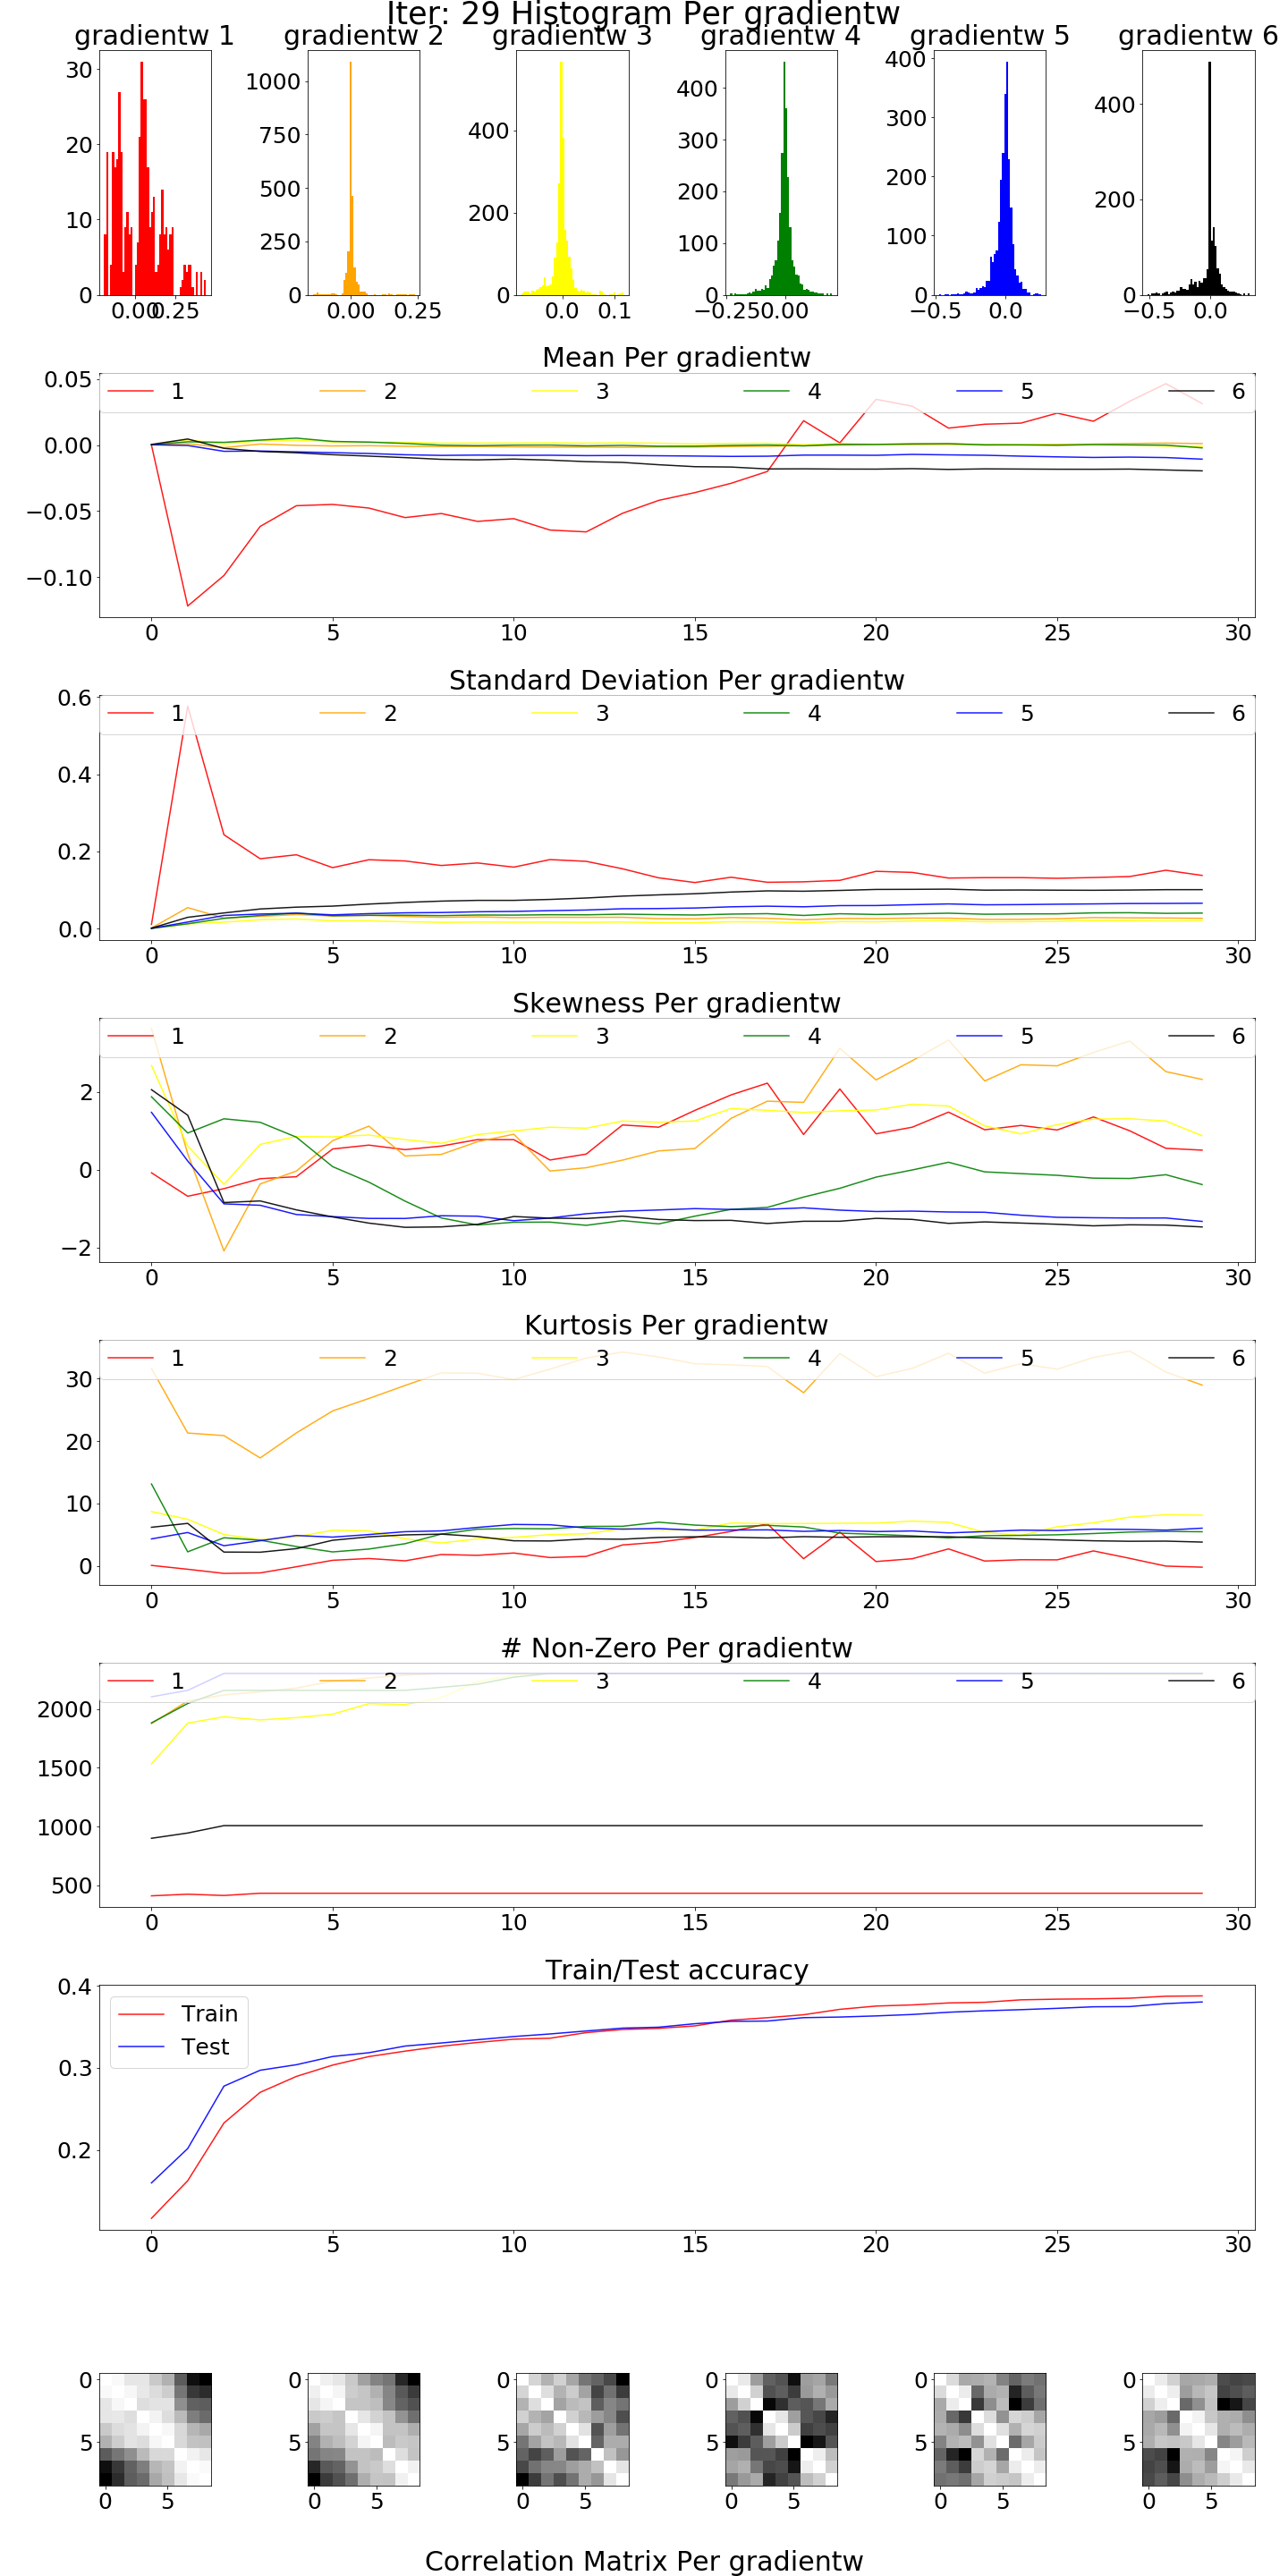 Iter: 29 Histogram Per gradientw
gradientw 1 gradientw 2 gradientw 3 gradientw 4 gradientw 5 gradientw 6
30
20
10
0
0.00 0.25
1000
750
500
250
0
0.00 0.25
400
200
0
0.0 0.1
400
300
200
100
0
−0.25 0.00
400
300
200
100
0
−0.5 0.0
400
200
0
−0.5 0.0
Mean Per gradientw
1 2 3 4 5 6
0.05
0.00
−0.05
−0.10
0 5 10 15 20 25 30
Standard Deviation Per gradientw
1 2 3 4 5 6
0.6
0.4
0.2
0.0
0 5 10 15 20 25 30
Skewness Per gradientw
1 2 3 4 5 6
2
0
−2
0 5 10 15 20 25 30
Kurtosis Per gradientw
1 2 3 4 5 6
30
20
10
0
0 5 10 15 20 25 30
# Non-Zero Per gradientw
1 2 3 4 5 6
2000
1500
1000
500
0 5 10 15 20 25 30
Train/Test accuracy
Train
Test
0.4
0.3
0.2
0 5 10 15 20 25 30
0 0 0 0 0 0
5 5 5 5 5 5
0 5 0 5 0 5 0 5 0 5 0 5
Correlation Matrix Per gradientw